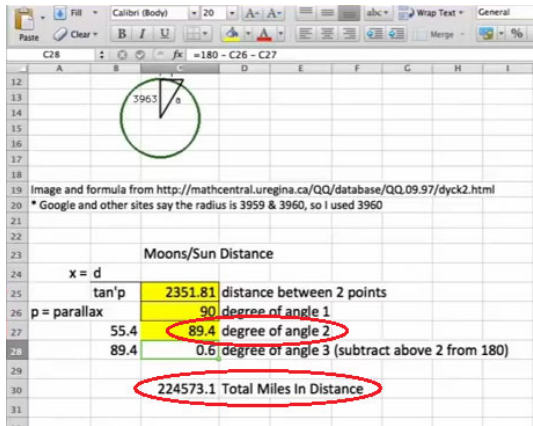 Fill Calibri (Body) 20 A A abc Wrap Text General
Paste Clear B I U A Merge %
C28 fx =180 - C26 - C27
A B C D E F G H I
12
13 3963 a
14
15
16
17
18
19 Image and formula from http://mathcentral.uregina.ca/QQ/database/QQ.09.97/dyck2.html
20 * Google and other sites say the radius is 3959 & 3960, so I used 3960
21
22
23 Moons/Sun Distance
24 x = d
25 tan'p 2351.81 distance between 2 points
26 p = parallax 90 degree of angle 1
27 55.4 89.4 degree of angle 2
28 89.4 0.6 degree of angle 3 (subtract above 2 from 180)
29
30 224573.1 Total Miles In Distance
31